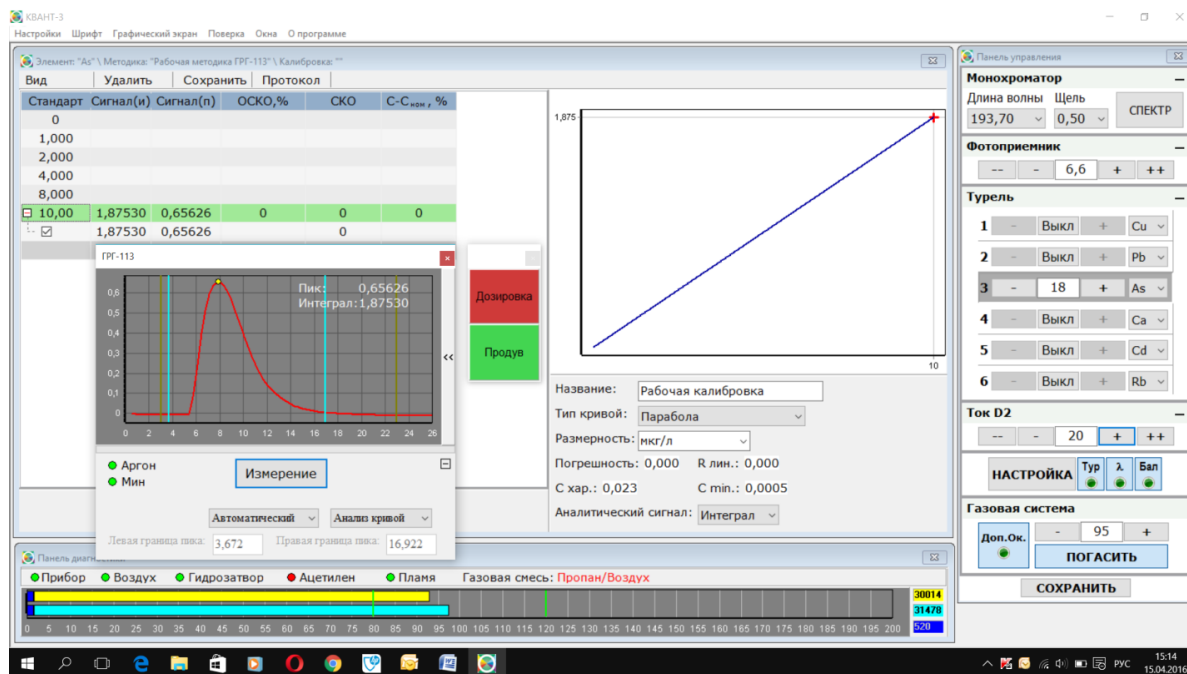 КВАНТ-3
Настройки Шрифт Графический экран Поверка Окна О программе
Элемент: "As" \ Методика: "Рабочая методика ГРГ-113" \ Калибровка: ""
Вид Удалить Сохранить Протокол
Стандарт Сигнал(и) Сигнал(п) ОСКО,% СКО С-Сном, %
0
1,000
2,000
4,000
8,000
10,00 1,87530 0,65626 0 0 0
1,87530 0,65626 0
ГРГ-113
Пик: 0,65626
Интеграл:1,87530
0,6
0,5
0,4
0,3
0,2
0,1
0
0 2 4 6 8 10 12 14 16 18 20 22 24 26
<<
Аргон
Мин
Измерение
Автоматический Анализ кривой
Левая граница пика: 3,672 Правая граница пика: 16,922
Дозировка
Продув
1,875
10
Название: Рабочая калибровка
Тип кривой: Парабола
Размерность: мкг/л
Погрешность: 0,000 R лин.: 0,000
С хар.: 0,023 С min.: 0,0005
Аналитический сигнал: Интеграл
Панель управления
Монохроматор
Длина волны Щель
193,70 0,50 СПЕКТР
Фотоприемник
-- - 6,6 + ++
Турель
1 - Выкл + Cu
2 - Выкл + Pb
3 - 18 + As
4 - Выкл + Ca
5 - Выкл + Cd
6 - Выкл + Rb
Ток D2
-- - 20 + ++
НАСТРОЙКА Тур λ Бал
Газовая система
Доп.Ок. - 95 +
ПОГАСИТЬ
СОХРАНИТЬ
Прибор Воздух Гидрозатвор Ацетилен Пламя Газовая смесь: Пропан/Воздух
30014
31478
520
0 5 10 15 20 25 30 35 40 45 50 55 60 65 70 75 80 85 90 95 100 105 110 115 120 125 130 135 140 145 150 155 160 165 170 175 180 185 190 195 200
РУС
15:14
15.04.2016